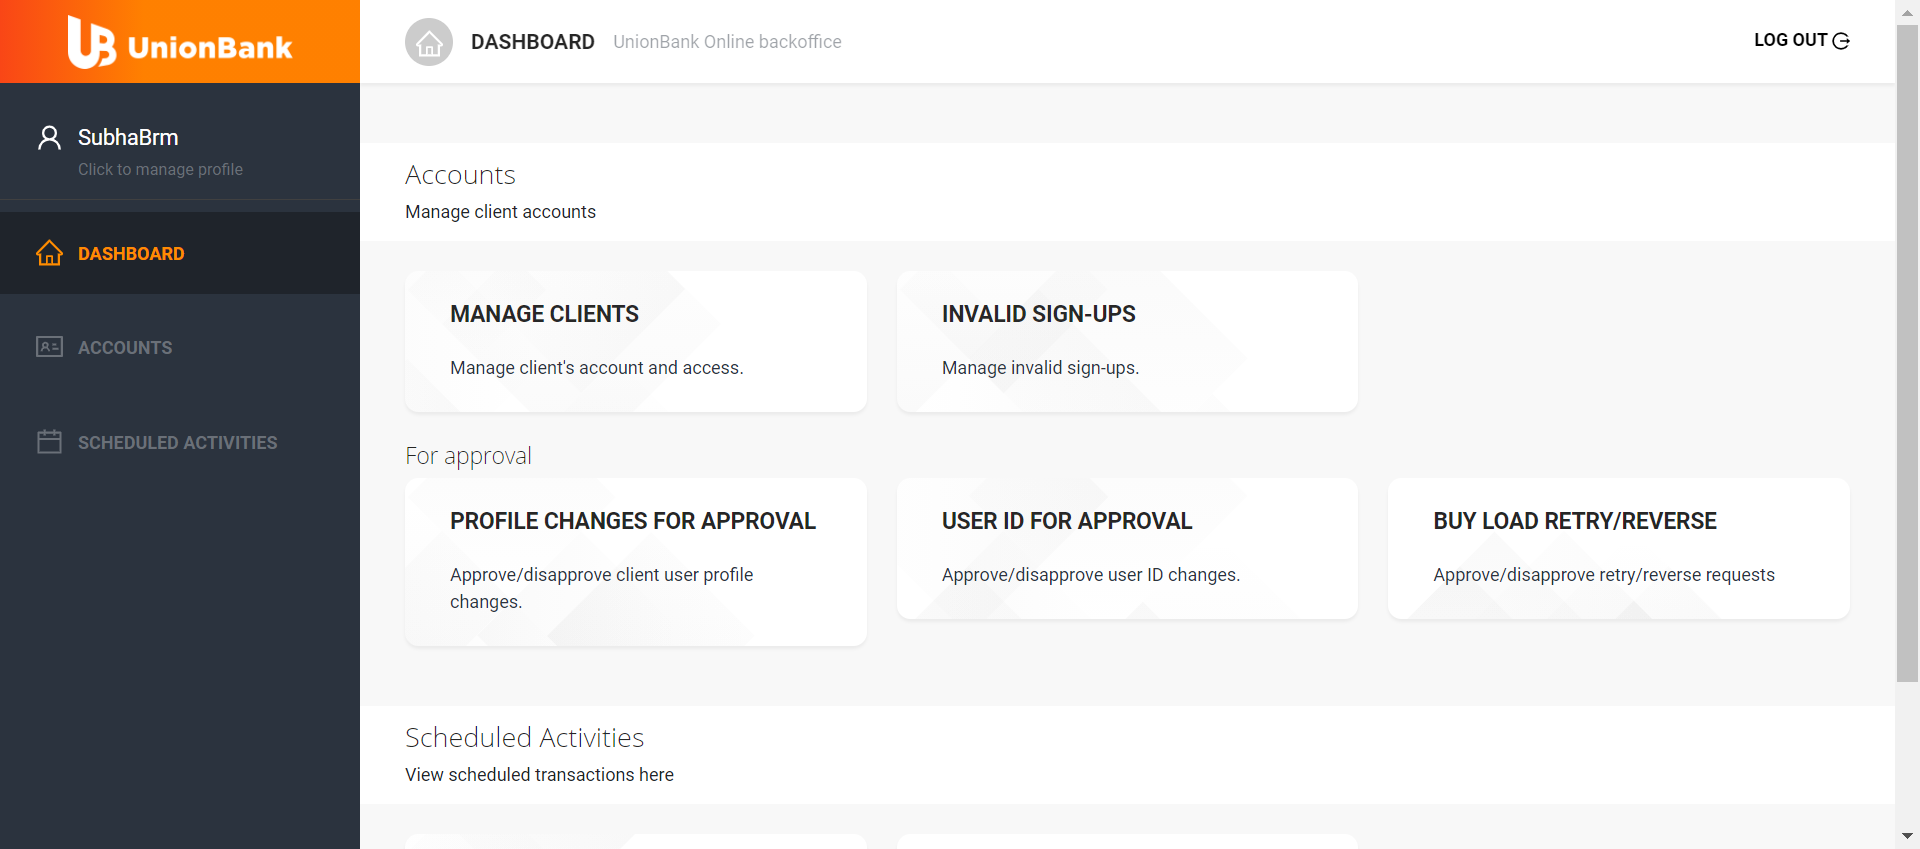 UB UnionBank
DASHBOARD UnionBank Online backoffice
LOG OUT
SubhaBrm
Click to manage profile
DASHBOARD
ACCOUNTS
SCHEDULED ACTIVITIES
Accounts
Manage client accounts
MANAGE CLIENTS
Manage client's account and access.
INVALID SIGN-UPS
Manage invalid sign-ups.
For approval
PROFILE CHANGES FOR APPROVAL
Approve/disapprove client user profile
changes.
USER ID FOR APPROVAL
Approve/disapprove user ID changes.
BUY LOAD RETRY/REVERSE
Approve/disapprove retry/reverse requests
Scheduled Activities
View scheduled transactions here